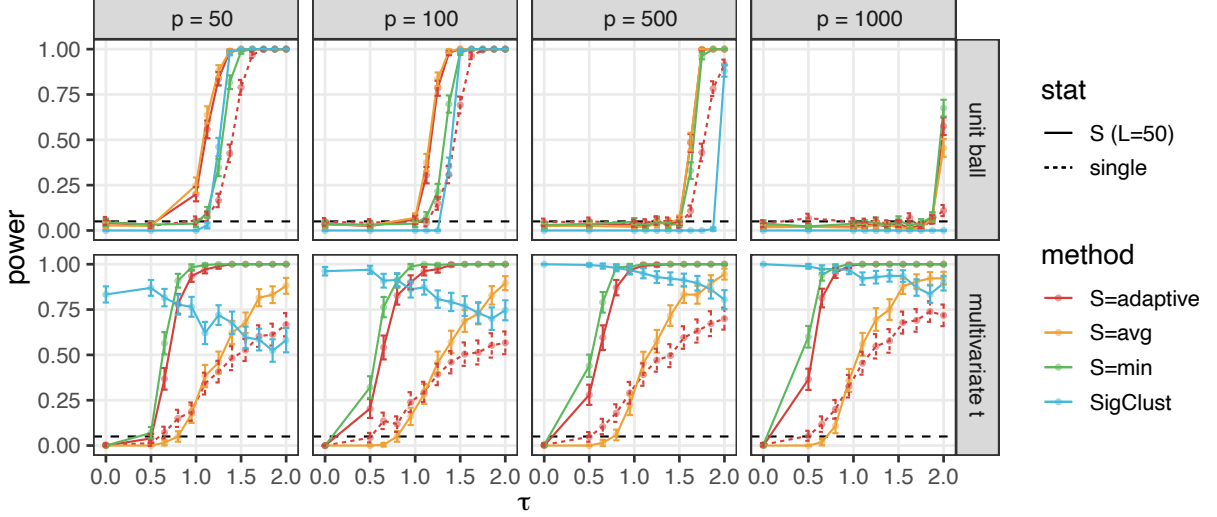 p = 50
p = 100
p = 500
p = 1000
1.00
0.75
0.50
0.25
0.00
unit ball
1.00
0.75
0.50
0.25
0.00
multivariate t
power
0.0 0.5 1.0 1.5 2.0
0.0 0.5 1.0 1.5 2.0
0.0 0.5 1.0 1.5 2.0
0.0 0.5 1.0 1.5 2.0
τ
stat
S (L=50)
single
method
S=adaptive
S=avg
S=min
SigClust